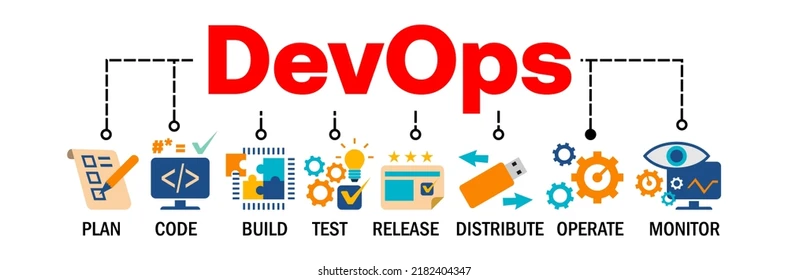 DevOps
#*=
</>
PLAN
CODE
BUILD
TEST
RELEASE
DISTRIBUTE
OPERATE
MONITOR
shutterstock.com · 2182404347